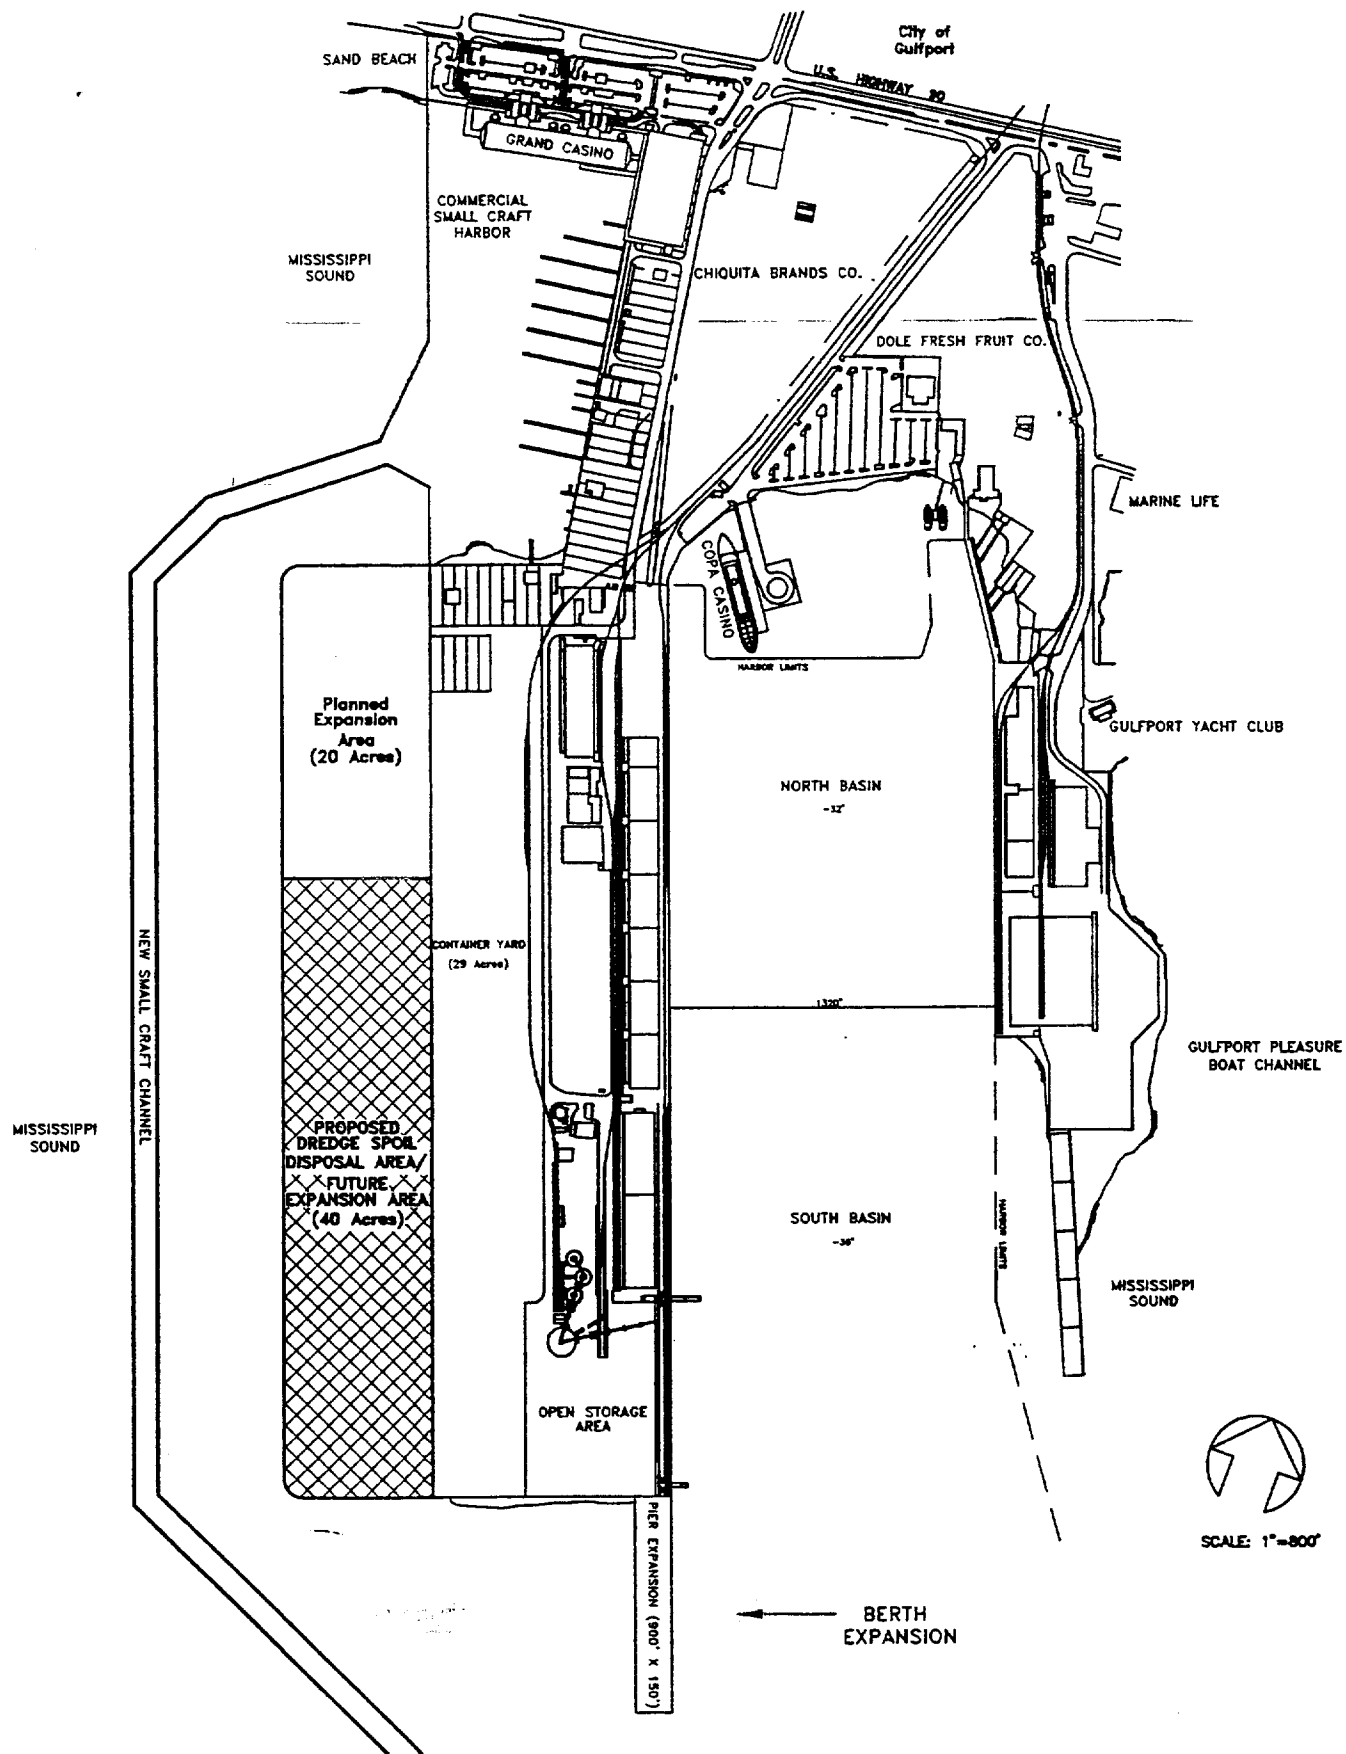 City of
Gulfport
SAND BEACH
U.S. HIGHWAY 90
GRAND CASINO
COMMERCIAL
SMALL CRAFT
HARBOR
MISSISSIPPI
SOUND
CHIQUITA BRANDS CO.
DOLE FRESH FRUIT CO.
MARINE LIFE
COPA CASINO
HARBOR LIMITS
Planned
Expansion
Area
(20 Acres)
GULFPORT YACHT CLUB
NORTH BASIN
-32'
NEW SMALL CRAFT CHANNEL
CONTAINER YARD
(29 Acres)
1320'
GULFPORT PLEASURE
BOAT CHANNEL
MISSISSIPPI
SOUND
PROPOSED
DREDGE SPOIL
DISPOSAL AREA/
FUTURE
EXPANSION AREA
(40 Acres)
SOUTH BASIN
-36'
HARBOR LIMITS
MISSISSIPPI
SOUND
OPEN STORAGE
AREA
SCALE: 1"=800'
PIER EXPANSION (900' X 150')
BERTH
EXPANSION